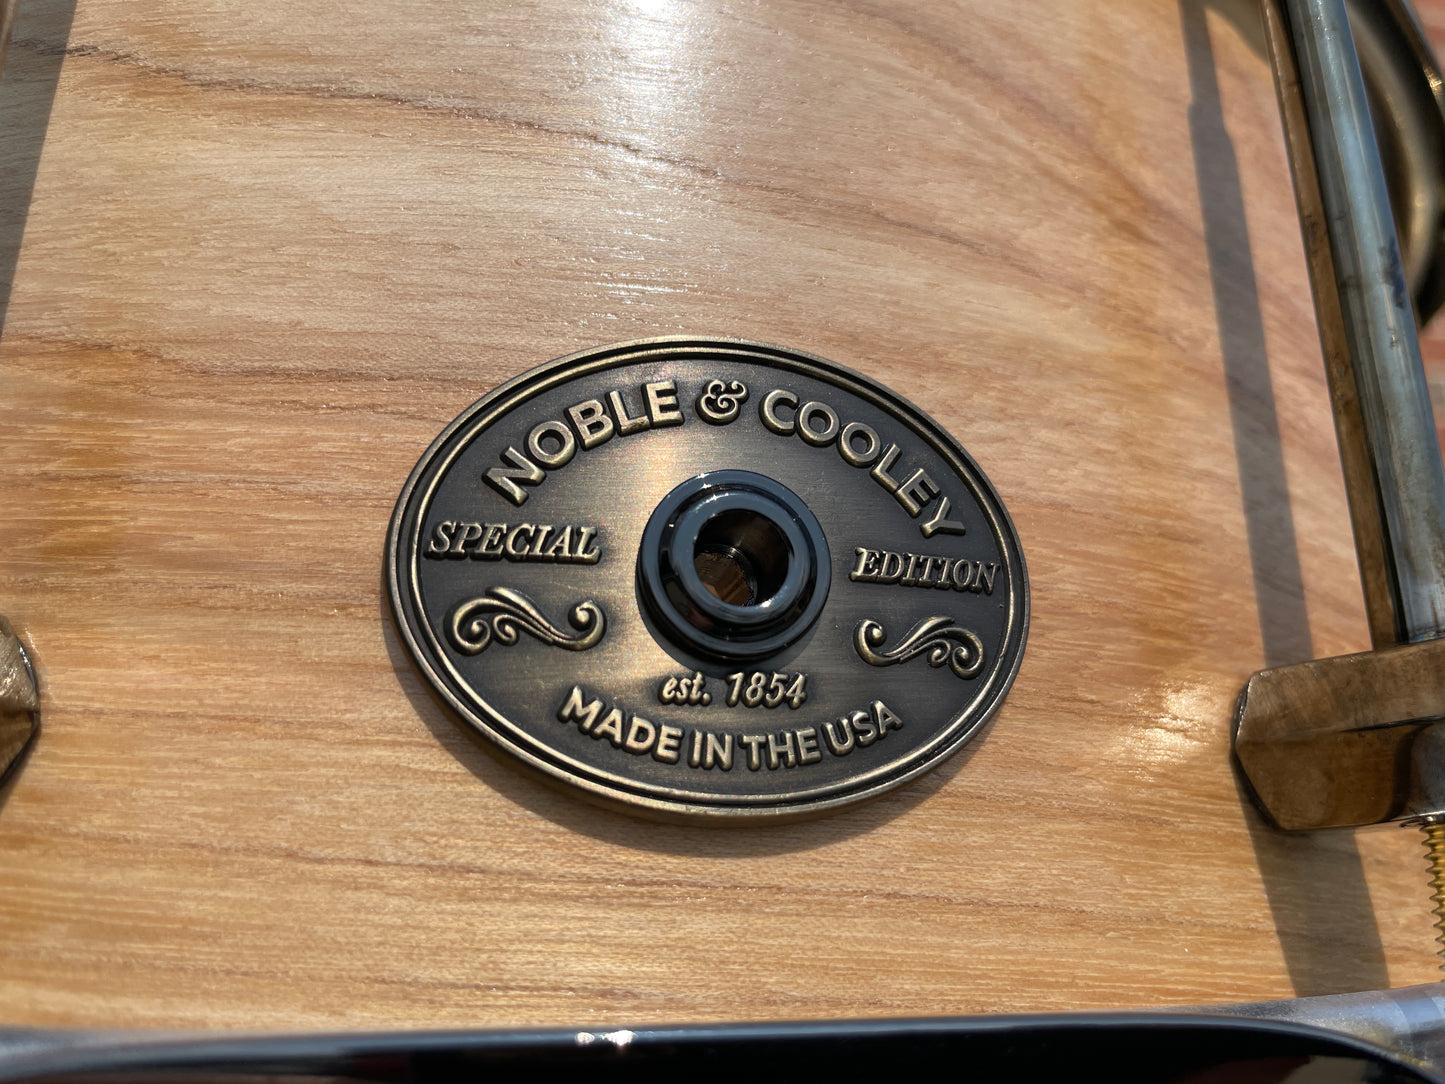 NOBLE & COOLEY
SPECIAL EDITION
est. 1854
MADE IN THE USA